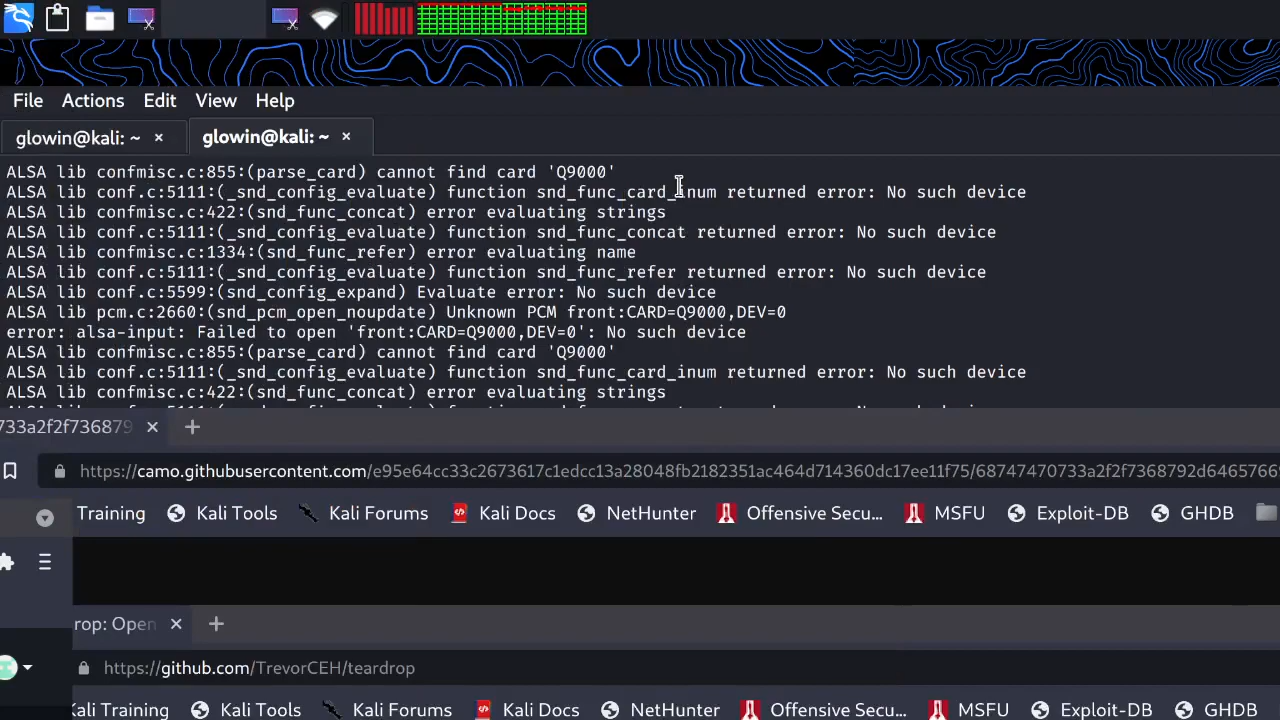 File Actions Edit View Help
glowin@kali: ~ × glowin@kali: ~ ×
ALSA lib confmisc.c:855:(parse_card) cannot find card 'Q9000'
ALSA lib conf.c:5111:(_snd_config_evaluate) function snd_func_card_inum returned error: No such device
ALSA lib confmisc.c:422:(snd_func_concat) error evaluating strings
ALSA lib conf.c:5111:(_snd_config_evaluate) function snd_func_concat returned error: No such device
ALSA lib confmisc.c:1334:(snd_func_refer) error evaluating name
ALSA lib conf.c:5111:(_snd_config_evaluate) function snd_func_refer returned error: No such device
ALSA lib conf.c:5599:(snd_config_expand) Evaluate error: No such device
ALSA lib pcm.c:2660:(snd_pcm_open_noupdate) Unknown PCM front:CARD=Q9000,DEV=0
error: alsa-input: Failed to open 'front:CARD=Q9000,DEV=0': No such device
ALSA lib confmisc.c:855:(parse_card) cannot find card 'Q9000'
ALSA lib conf.c:5111:(_snd_config_evaluate) function snd_func_card_inum returned error: No such device
ALSA lib confmisc.c:422:(snd_func_concat) error evaluating strings
733a2f2f736879 × +
https://camo.githubusercontent.com/e95e64cc33c2673617c1edcc13a28048fb2182351ac464d714360dc17ee11f75/68747470733a2f2f7368792d6465766
Training Kali Tools Kali Forums Kali Docs NetHunter Offensive Secu... MSFU Exploit-DB GHDB
rop: Open × +
https://github.com/TrevorCEH/teardrop
Kali Training Kali Tools Kali Forums Kali Docs NetHunter Offensive Secu... MSFU Exploit-DB GHDB